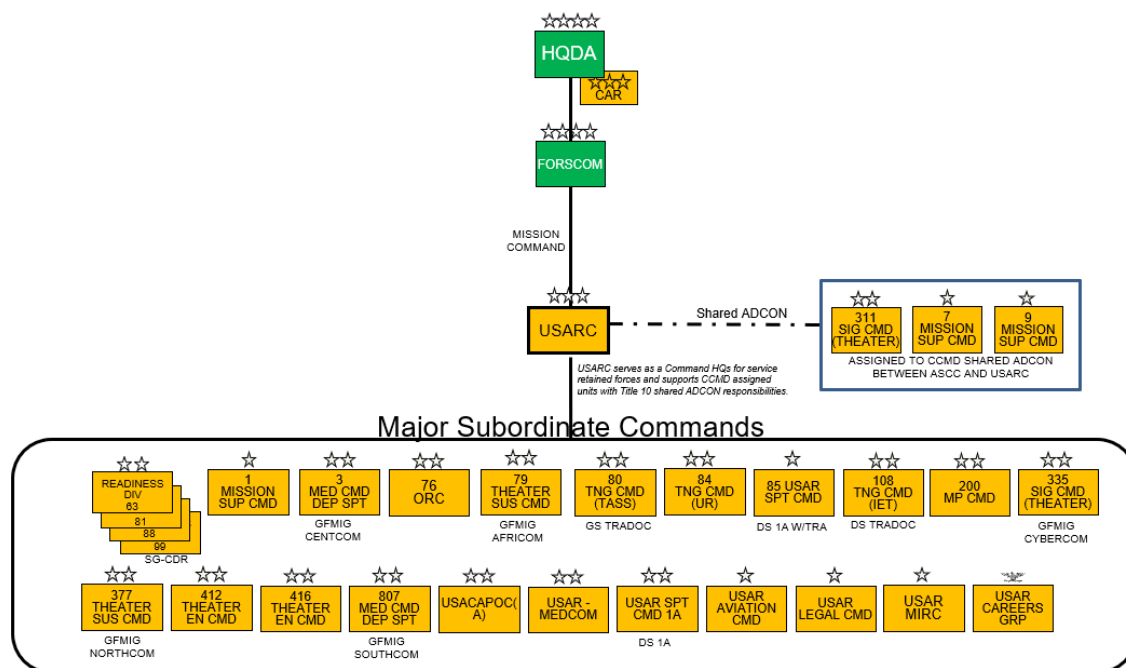 HQDA
CAR
FORSCOM
MISSION
COMMAND
USARC
Shared ADCON
311
SIG CMD
(THEATER)
7
MISSION
SUP CMD
9
MISSION
SUP CMD
ASSIGNED TO CCMD SHARED ADCON
BETWEEN ASCC AND USARC
USARC serves as a Command HQs for service
retained forces and supports CCMD assigned
units with Title 10 shared ADCON responsibilities.
Major Subordinate Commands
READINESS
DIV
63
81
88
99
SG-CDR
1
MISSION
SUP CMD
3
MED CMD
DEP SPT
GFMIG
CENTCOM
76
ORC
79
THEATER
SUS CMD
GFMIG
AFRICOM
80
TNG CMD
(TASS)
GS TRADOC
84
TNG CMD
(UR)
85 USAR
SPT CMD
DS 1A W/TRA
108
TNG CMD
(IET)
DS TRADOC
200
MP CMD
335
SIG CMD
(THEATER)
GFMIG
CYBERCOM
377
THEATER
SUS CMD
GFMIG
NORTHCOM
412
THEATER
EN CMD
416
THEATER
EN CMD
807
MED CMD
DEP SPT
GFMIG
SOUTHCOM
USACAPOC(
A)
USAR -
MEDCOM
USAR SPT
CMD 1A
DS 1A
USAR
AVIATION
CMD
USAR
LEGAL CMD
USAR
MIRC
USAR
CAREERS
GRP